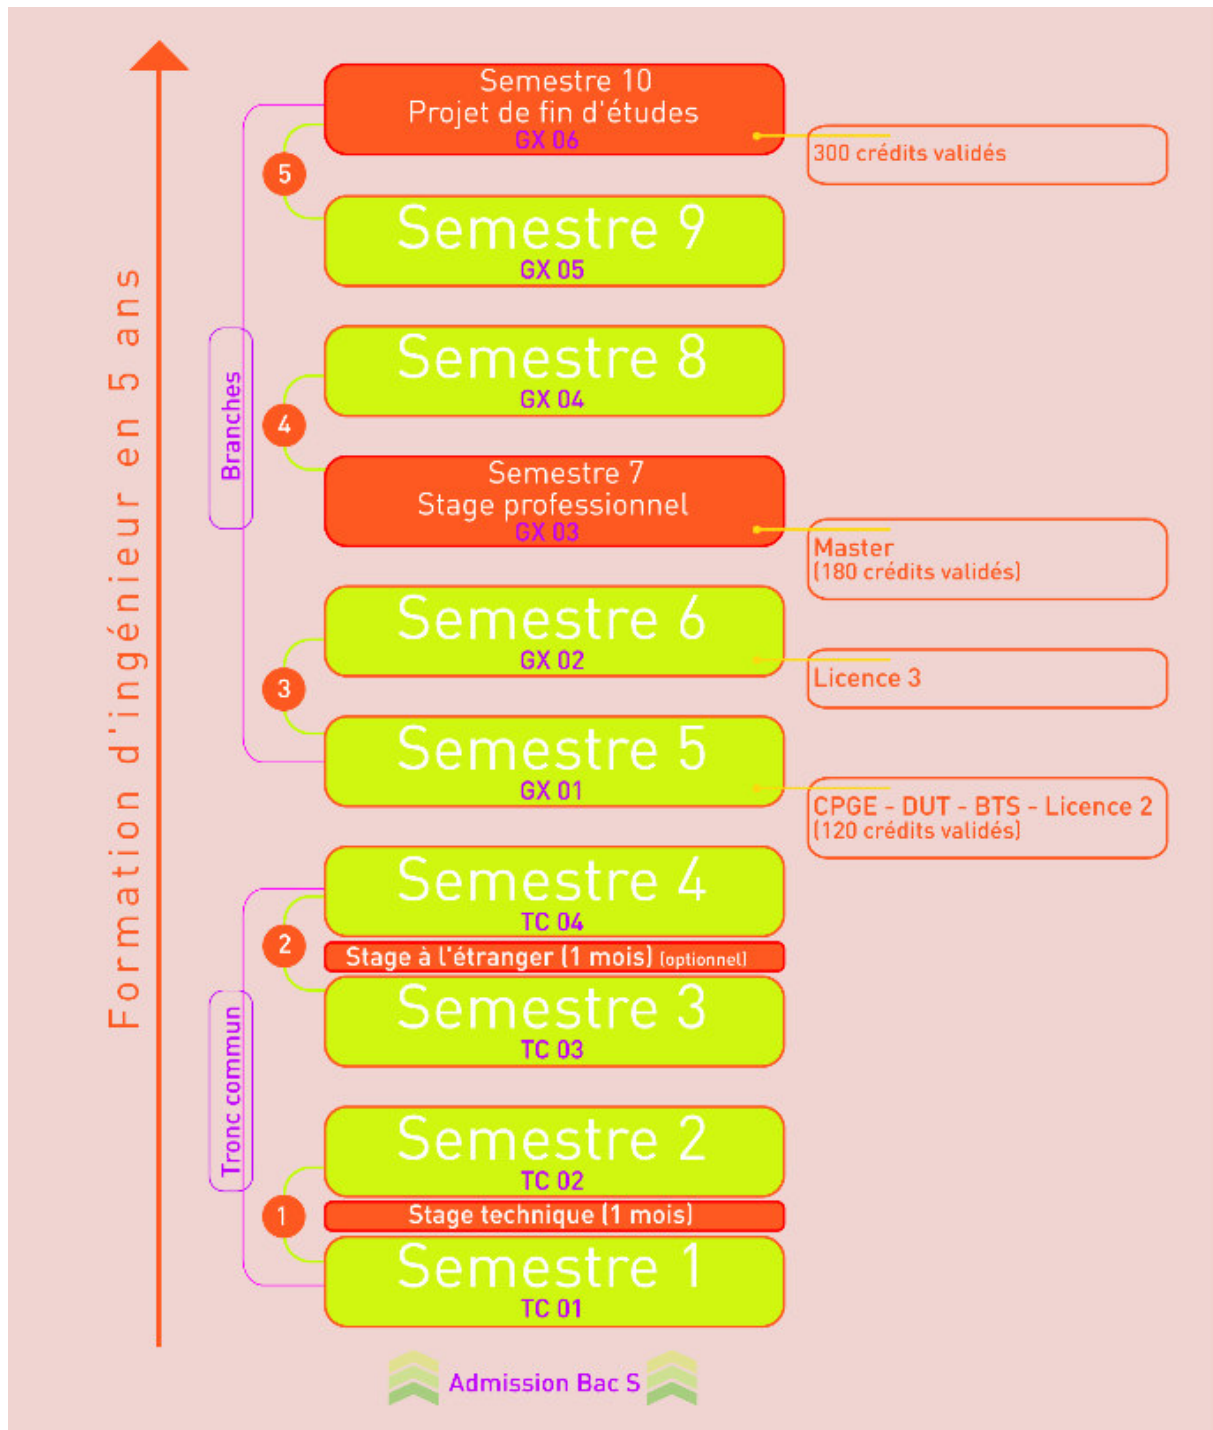 Semestre 10
Projet de fin d'études
GX 06
300 crédits validés
5
Semestre 9
GX 05
Semestre 8
GX 04
4
Branches
Semestre 7
Stage professionnel
GX 03
Master
(180 crédits validés)
Semestre 6
GX 02
Licence 3
3
Semestre 5
GX 01
CPGE - DUT - BTS - Licence 2
(120 crédits validés)
Formation d'ingénieur en 5 ans
Semestre 4
TC 04
2
Stage à l'étranger (1 mois) (optionnel)
Semestre 3
TC 03
Tronc commun
Semestre 2
TC 02
1
Stage technique (1 mois)
Semestre 1
TC 01
Admission Bac S